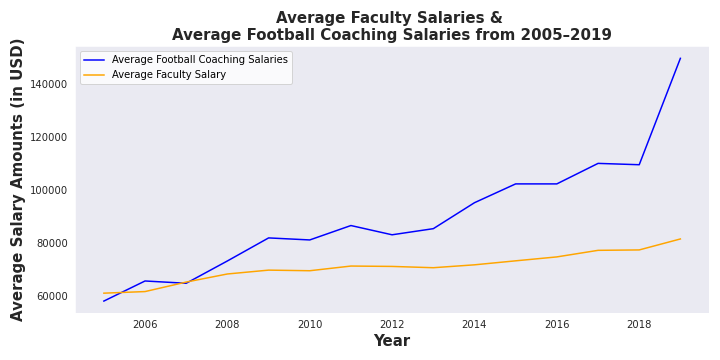 Average Faculty Salaries &
Average Football Coaching Salaries from 2005–2019
Average Football Coaching Salaries
Average Faculty Salary
Average Salary Amounts (in USD)
140000
120000
100000
80000
60000
2006 2008 2010 2012 2014 2016 2018
Year